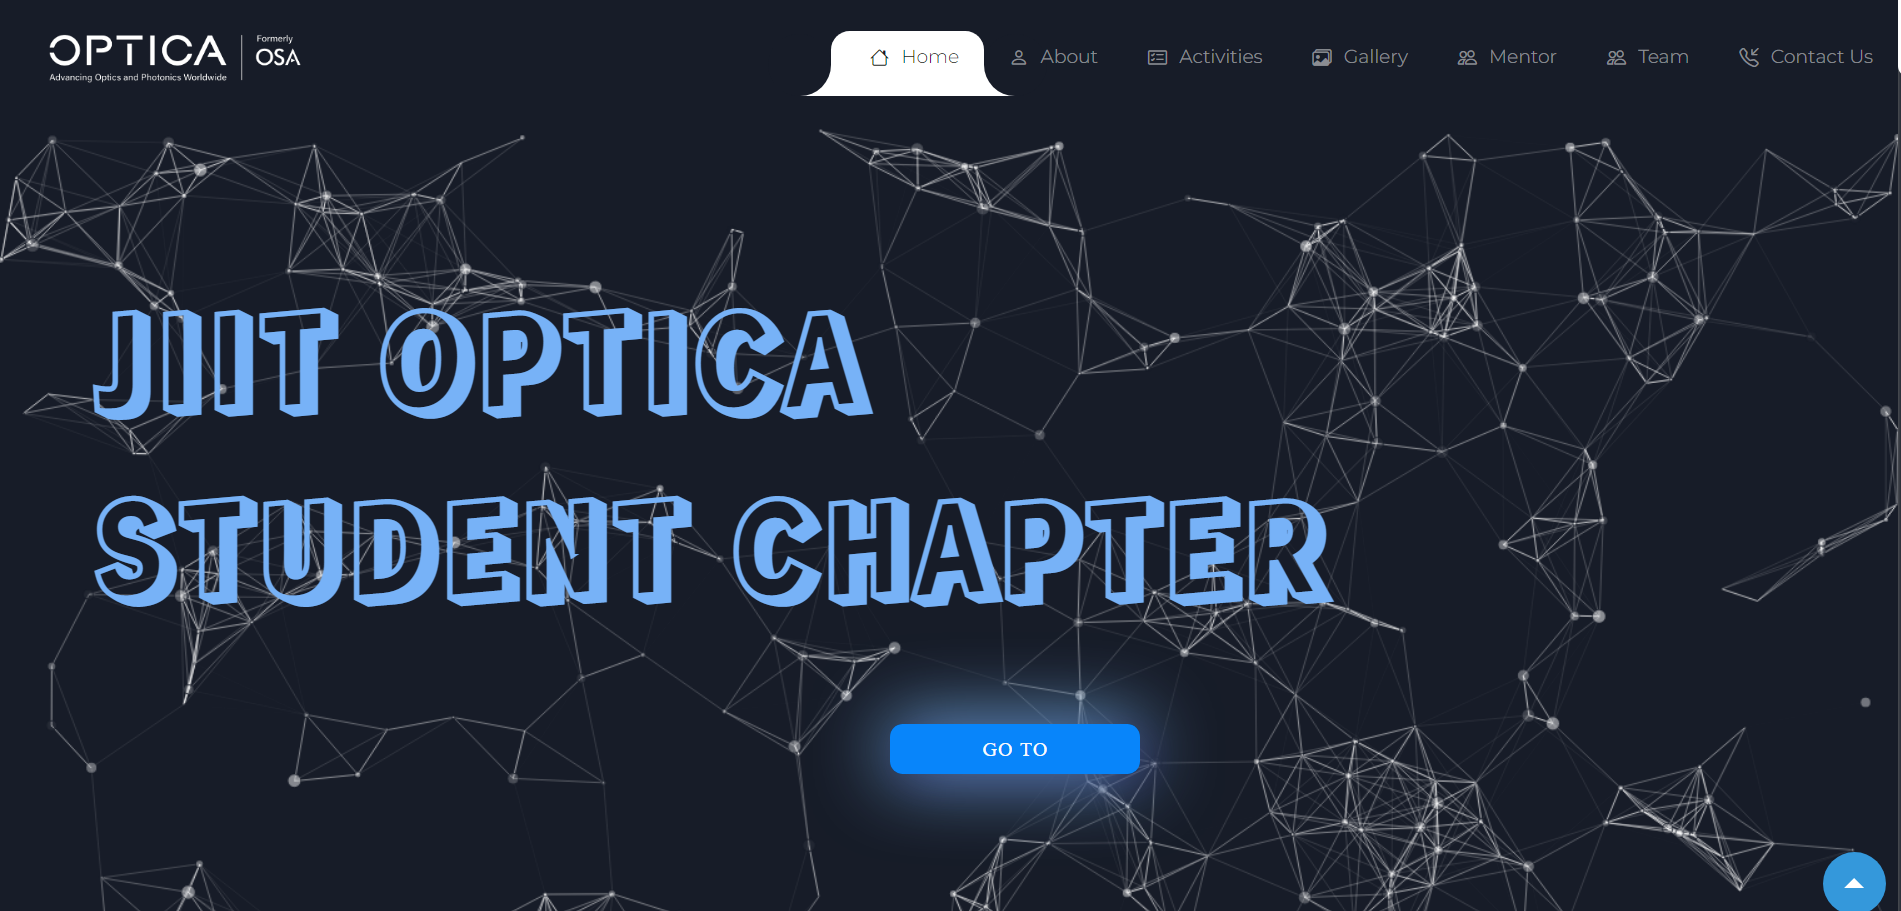 OPTICA
Advancing Optics and Photonics Worldwide
Formerly
OSA
Home
About
Activities
Gallery
Mentor
Team
Contact Us
JIIT OPTICA
STUDENT CHAPTER
GO TO